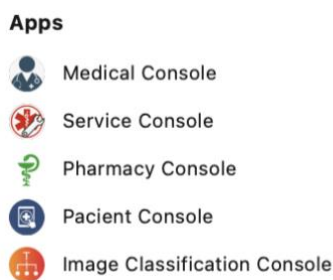 Apps
Medical Console
Service Console
Pharmacy Console
Pacient Console
Image Classification Console